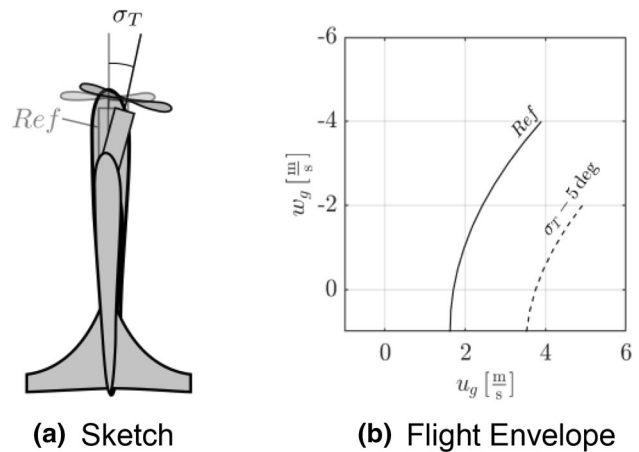 σ_T
Ref
-6
-4
-2
0
w_g [m/s]
Ref
σ_T − 5 deg
0 2 4 6
u_g [m/s]
(a) Sketch
(b) Flight Envelope